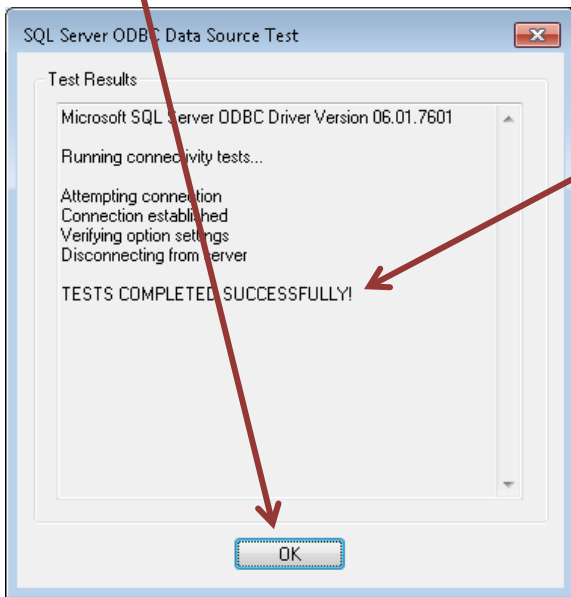 SQL Server ODBC Data Source Test
Test Results
Microsoft SQL Server ODBC Driver Version 06.01.7601
Running connectivity tests...
Attempting connection
Connection established
Verifying option settings
Disconnecting from server
TESTS COMPLETED SUCCESSFULLY!
OK